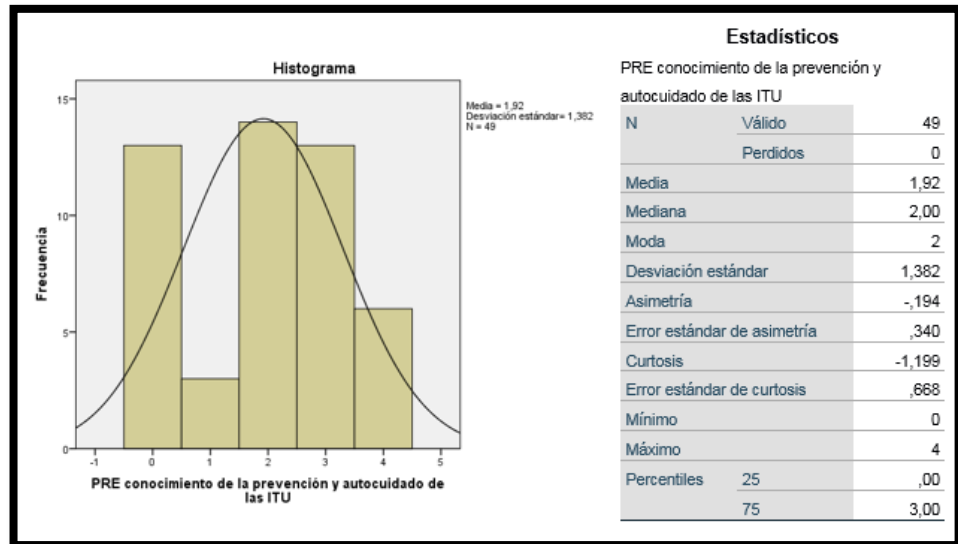 Histograma
Media = 1,92
Desviación estándar= 1,382
N = 49
Frecuencia
15
10
5
0
-1 0 1 2 3 4 5
PRE conocimiento de la prevención y autocuidado de
las ITU
Estadísticos
PRE conocimiento de la prevención y
autocuidado de las ITU
N Válido 49
Perdidos 0
Media 1,92
Mediana 2,00
Moda 2
Desviación estándar 1,382
Asimetría -,194
Error estándar de asimetría ,340
Curtosis -1,199
Error estándar de curtosis ,668
Mínimo 0
Máximo 4
Percentiles 25 ,00
75 3,00